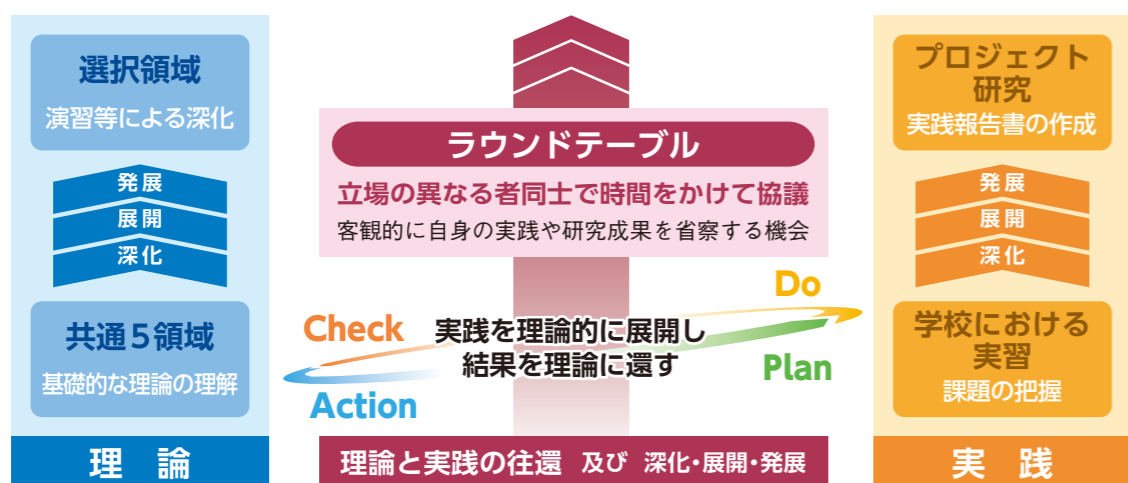 選択領域
演習等による深化
発展
展開
深化
共通5領域
基礎的な理論の理解
理 論
ラウンドテーブル
立場の異なる者同士で時間をかけて協議
客観的に自身の実践や研究成果を省察する機会
Do
Check
実践を理論的に展開し
結果を理論に還す
Plan
Action
理論と実践の往還 及び 深化・展開・発展
プロジェクト
研究
実践報告書の作成
発展
展開
深化
学校における
実習
課題の把握
実 践